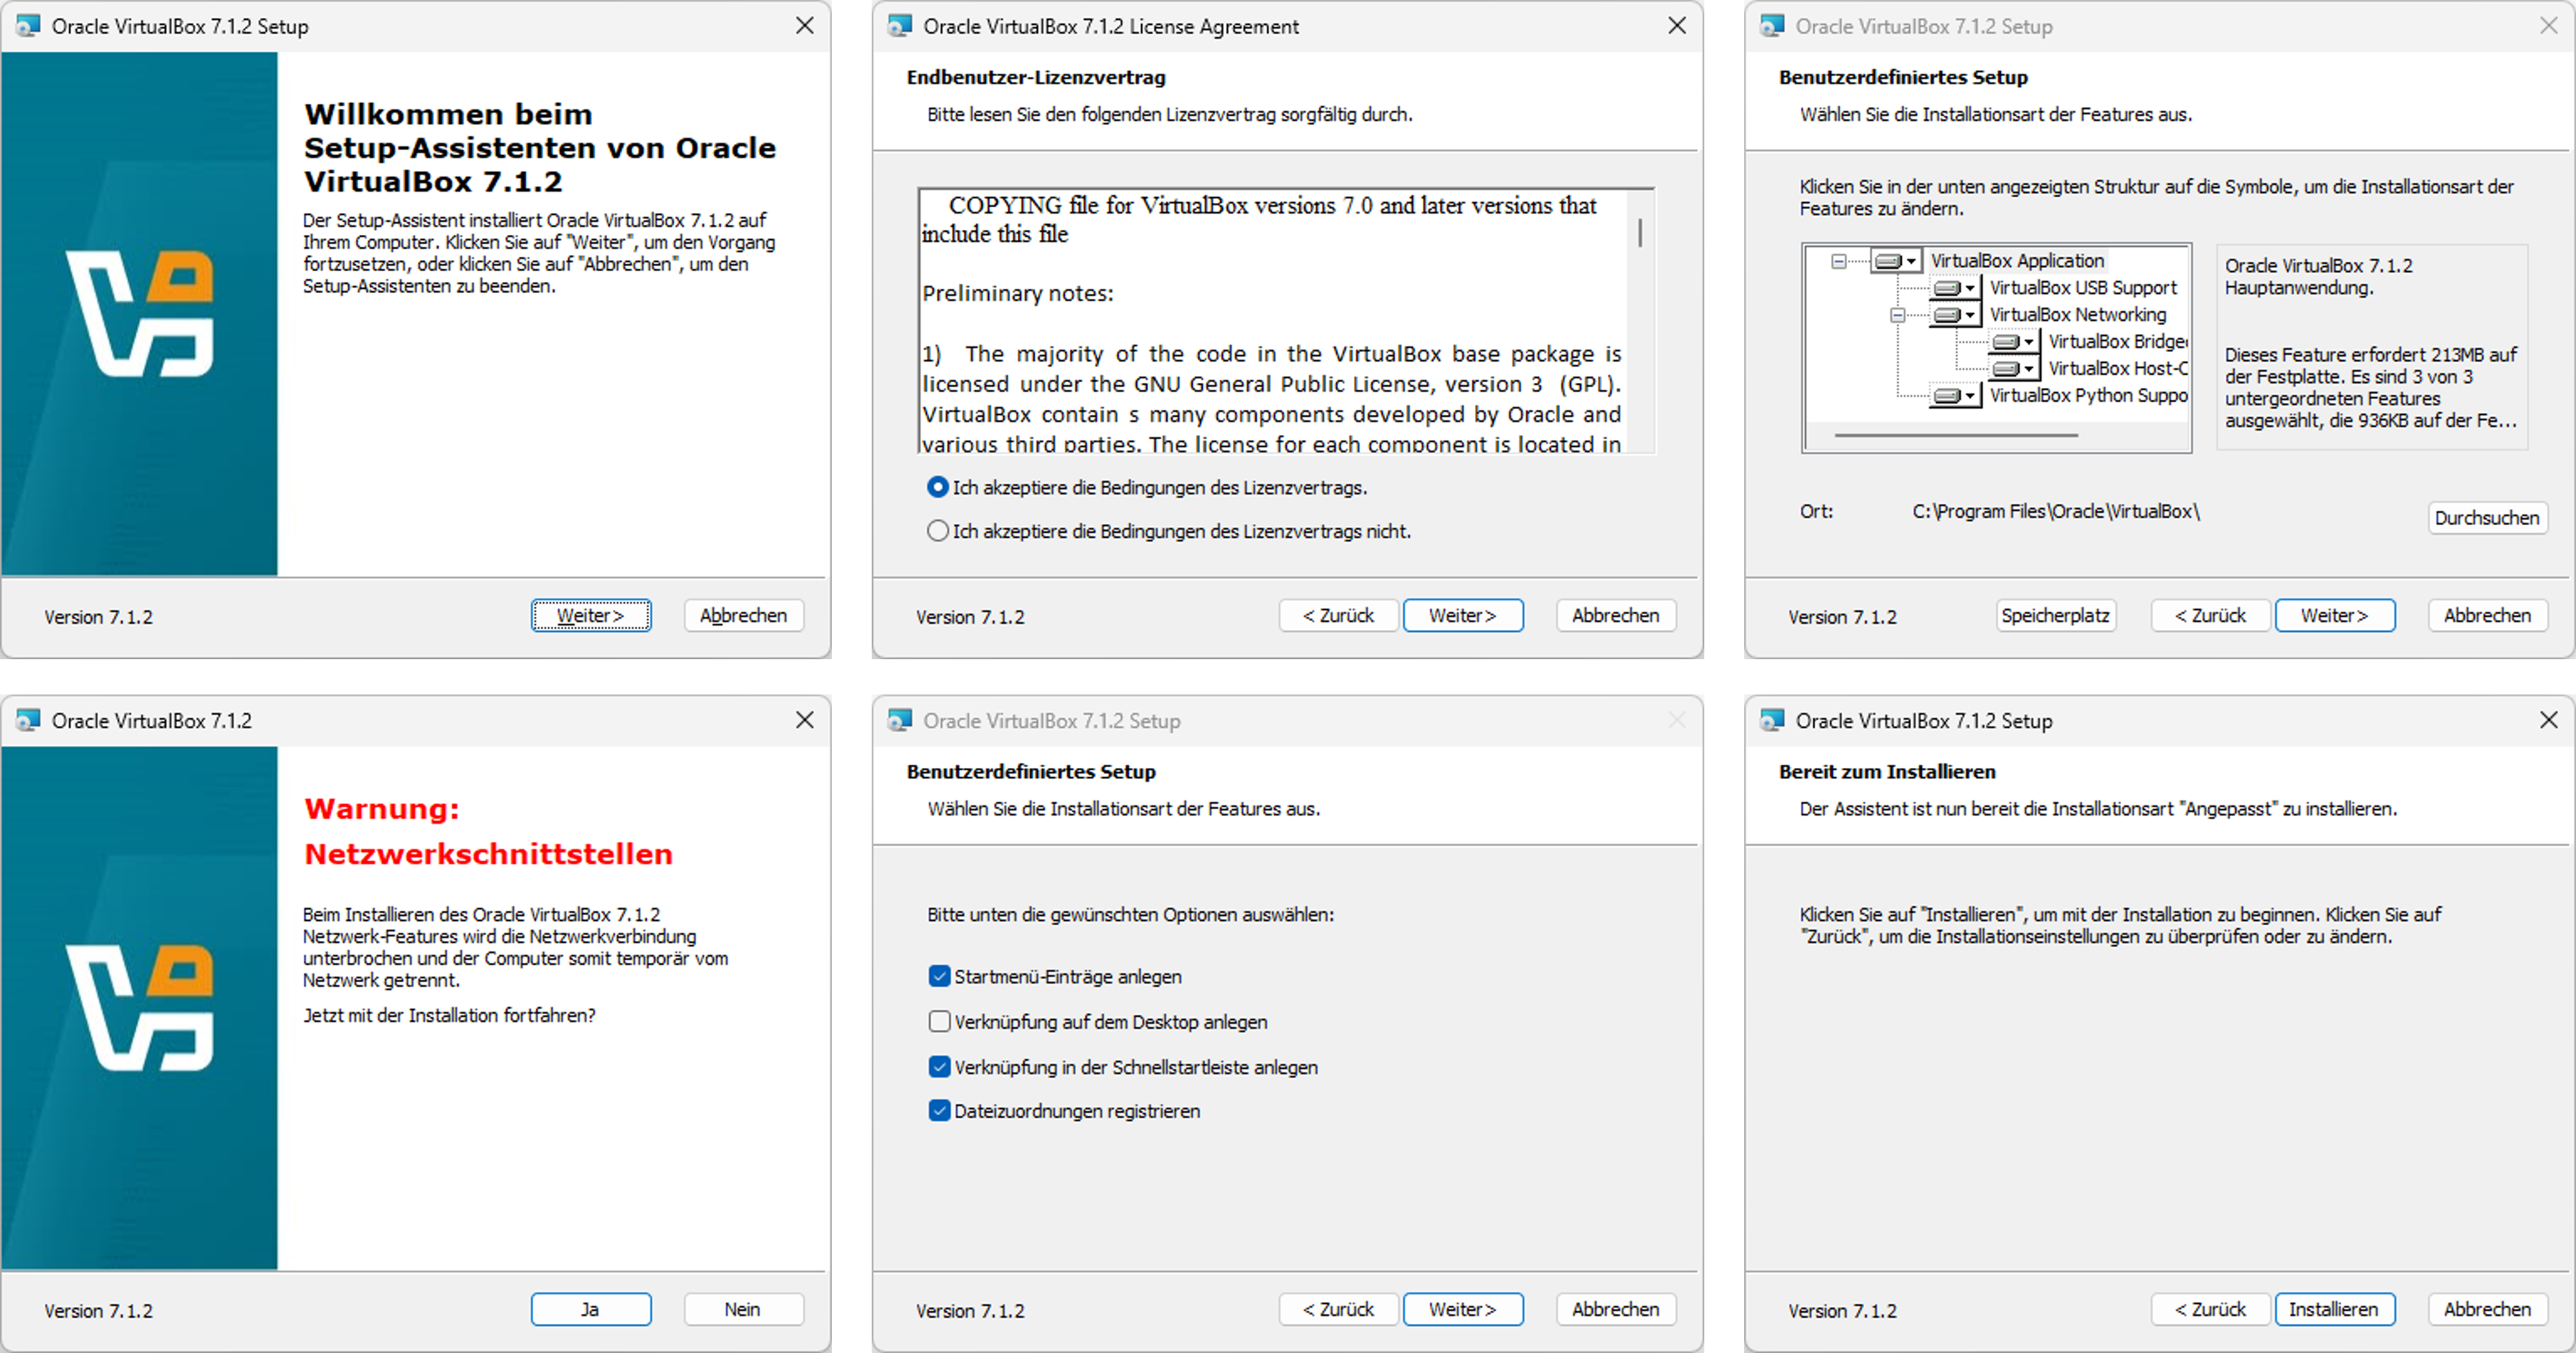 Oracle VirtualBox 7.1.2 Setup
Willkommen beim
Setup-Assistenten von Oracle
VirtualBox 7.1.2
Der Setup-Assistent installiert Oracle VirtualBox 7.1.2 auf
Ihrem Computer. Klicken Sie auf "Weiter", um den Vorgang
fortzusetzen, oder klicken Sie auf "Abbrechen", um den
Setup-Assistenten zu beenden.
Version 7.1.2
Weiter>
Abbrechen
Oracle VirtualBox 7.1.2 License Agreement
Endbenutzer-Lizenzvertrag
Bitte lesen Sie den folgenden Lizenzvertrag sorgfältig durch.
COPYING file for VirtualBox versions 7.0 and later versions that
include this file
Preliminary notes:
1) The majority of the code in the VirtualBox base package is
licensed under the GNU General Public License, version 3 (GPL).
VirtualBox contain s many components developed by Oracle and
various third parties. The license for each component is located in
Ich akzeptiere die Bedingungen des Lizenzvertrags.
Ich akzeptiere die Bedingungen des Lizenzvertrags nicht.
Version 7.1.2
< Zurück
Weiter>
Abbrechen
Oracle VirtualBox 7.1.2 Setup
Benutzerdefiniertes Setup
Wählen Sie die Installationsart der Features aus.
Klicken Sie in der unten angezeigten Struktur auf die Symbole, um die Installationsart der
Features zu ändern.
VirtualBox Application
VirtualBox USB Support
VirtualBox Networking
VirtualBox Bridge
VirtualBox Host-C
VirtualBox Python Suppo
Oracle VirtualBox 7.1.2
Hauptanwendung.
Dieses Feature erfordert 213MB auf
der Festplatte. Es sind 3 von 3
untergeordneten Features
ausgewählt, die 936KB auf der Fe...
Ort:
C:\Program Files\Oracle\VirtualBox\
Durchsuchen
Version 7.1.2
Speicherplatz
< Zurück
Weiter>
Abbrechen
Oracle VirtualBox 7.1.2
Warnung:
Netzwerkschnittstellen
Beim Installieren des Oracle VirtualBox 7.1.2
Netzwerk-Features wird die Netzwerkverbindung
unterbrochen und der Computer somit temporär vom
Netzwerk getrennt.
Jetzt mit der Installation fortfahren?
Version 7.1.2
Ja
Nein
Oracle VirtualBox 7.1.2 Setup
Benutzerdefiniertes Setup
Wählen Sie die Installationsart der Features aus.
Bitte unten die gewünschten Optionen auswählen:
Startmenü-Einträge anlegen
Verknüpfung auf dem Desktop anlegen
Verknüpfung in der Schnellstartleiste anlegen
Dateizuordnungen registrieren
Version 7.1.2
< Zurück
Weiter>
Abbrechen
Oracle VirtualBox 7.1.2 Setup
Bereit zum Installieren
Der Assistent ist nun bereit die Installationsart "Angepasst" zu installieren.
Klicken Sie auf "Installieren", um mit der Installation zu beginnen. Klicken Sie auf
"Zurück", um die Installationseinstellungen zu überprüfen oder zu ändern.
Version 7.1.2
< Zurück
Installieren
Abbrechen